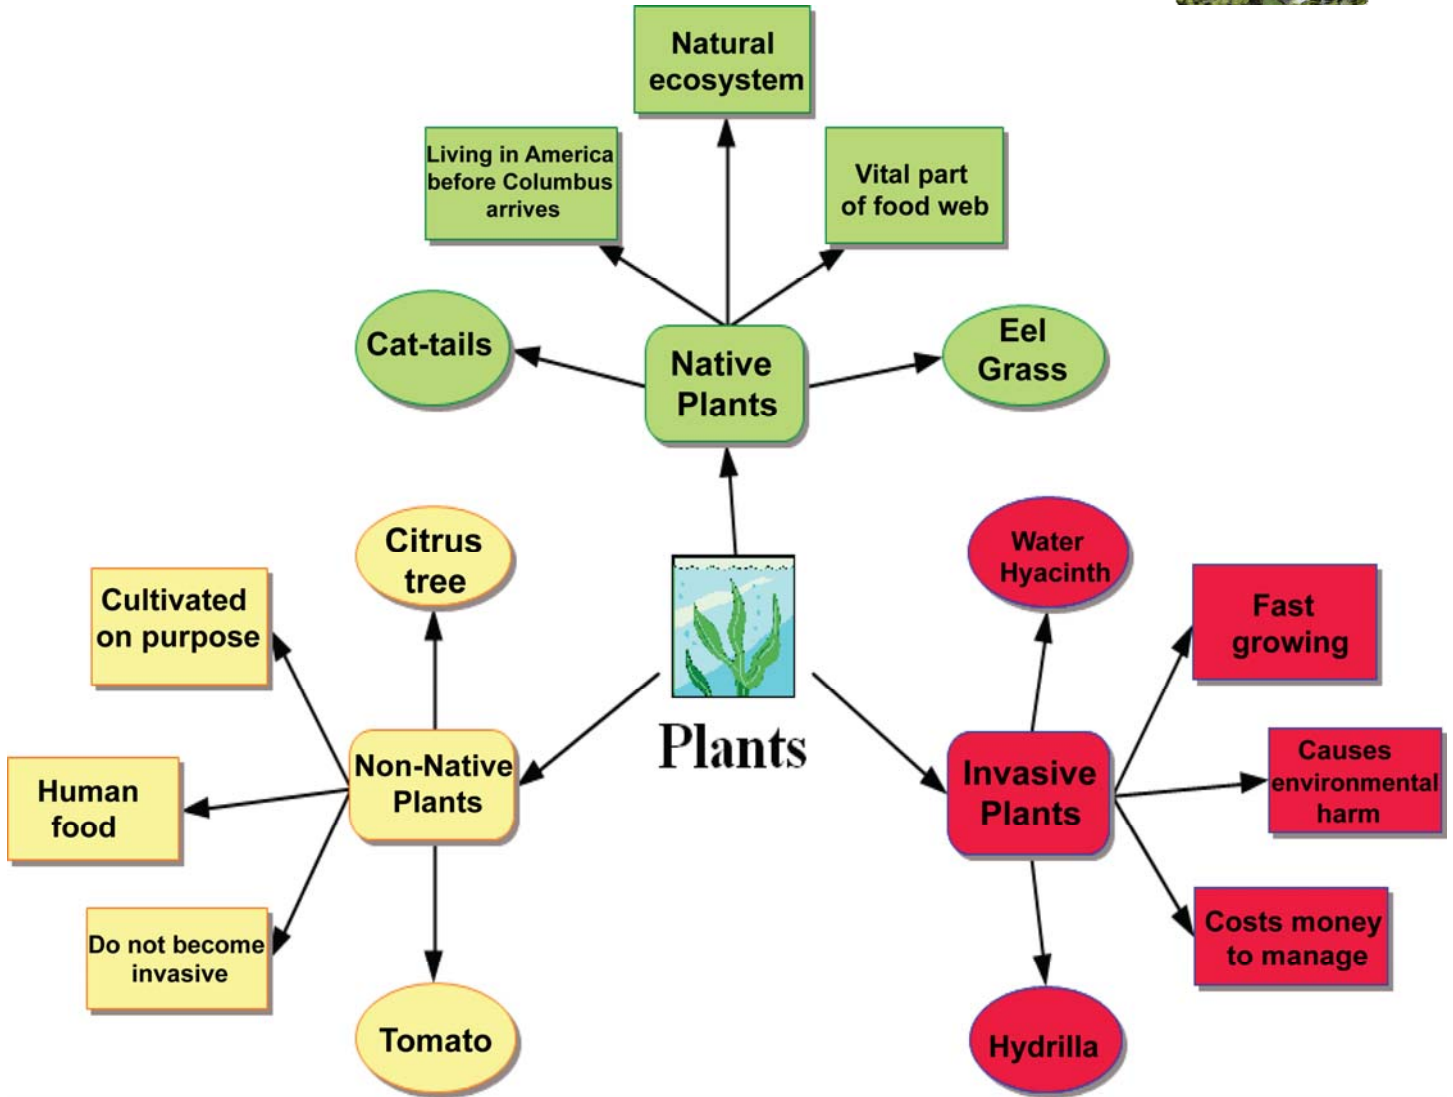 Natural
ecosystem
Living in America
before Columbus
arrives
Vital part
of food web
Cat-tails
Native
Plants
Eel
Grass
Citrus
tree
Cultivated
on purpose
Human
food
Do not become
invasive
Non-Native
Plants
Tomato
Plants
Water
Hyacinth
Fast
growing
Invasive
Plants
Causes
environmental
harm
Costs money
to manage
Hydrilla